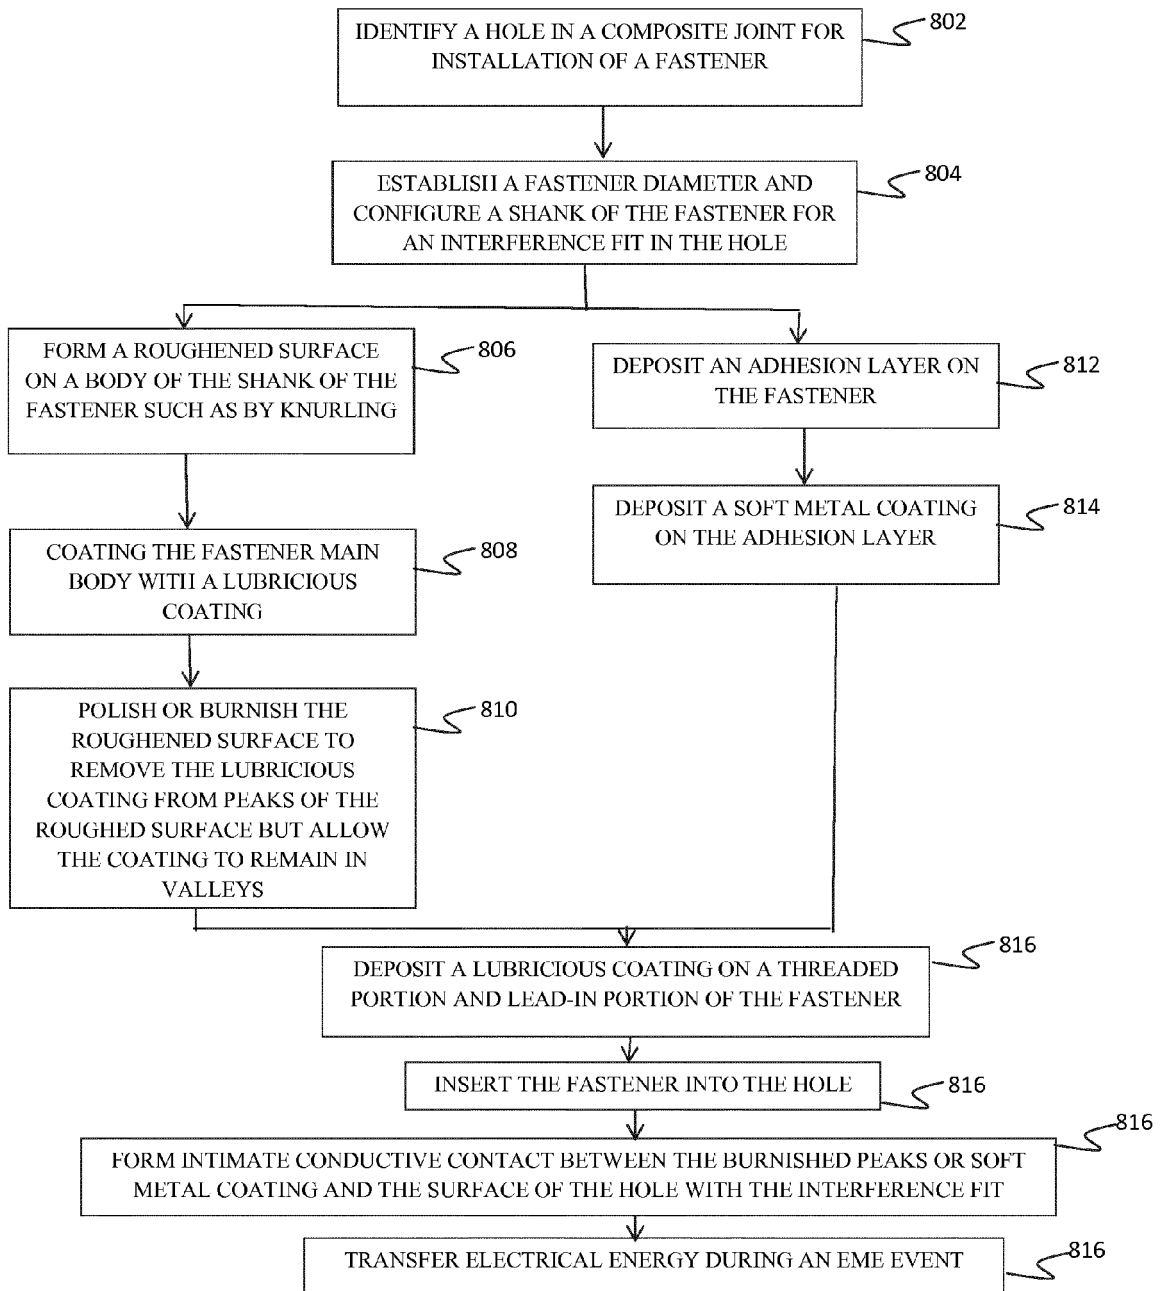 IDENTIFY A HOLE IN A COMPOSITE JOINT FOR
INSTALLATION OF A FASTENER
802
ESTABLISH A FASTENER DIAMETER AND
CONFIGURE A SHANK OF THE FASTENER FOR
AN INTERFERENCE FIT IN THE HOLE
804
FORM A ROUGHENED SURFACE
ON A BODY OF THE SHANK OF THE
FASTENER SUCH AS BY KNURLING
806
COATING THE FASTENER MAIN
BODY WITH A LUBRICIOUS
COATING
808
POLISH OR BURNISH THE
ROUGHENED SURFACE TO
REMOVE THE LUBRICIOUS
COATING FROM PEAKS OF THE
ROUGHED SURFACE BUT ALLOW
THE COATING TO REMAIN IN
VALLEYS
810
DEPOSIT AN ADHESION LAYER ON
THE FASTENER
812
DEPOSIT A SOFT METAL COATING
ON THE ADHESION LAYER
814
DEPOSIT A LUBRICIOUS COATING ON A THREADED
PORTION AND LEAD-IN PORTION OF THE FASTENER
816
INSERT THE FASTENER INTO THE HOLE
816
FORM INTIMATE CONDUCTIVE CONTACT BETWEEN THE BURNISHED PEAKS OR SOFT
METAL COATING AND THE SURFACE OF THE HOLE WITH THE INTERFERENCE FIT
816
TRANSFER ELECTRICAL ENERGY DURING AN EME EVENT
816